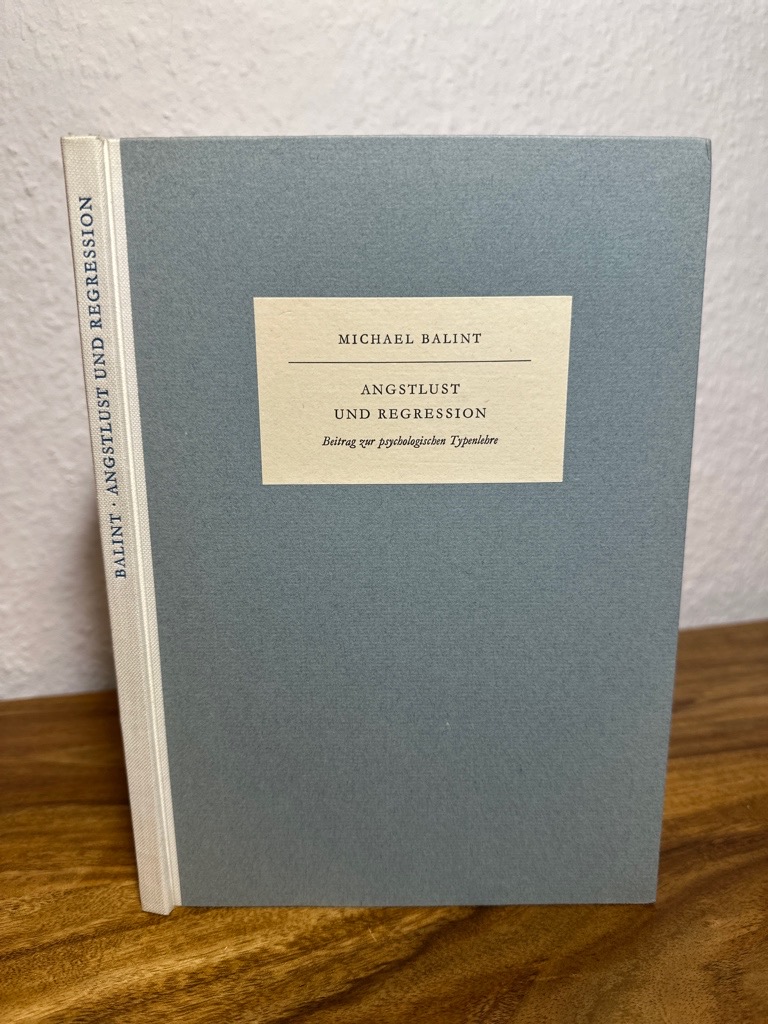 BALINT · ANGSTLUST UND REGRESSION
MICHAEL BALINT
ANGSTLUST
UND REGRESSION
Beitrag zur psychologischen Typenlehre